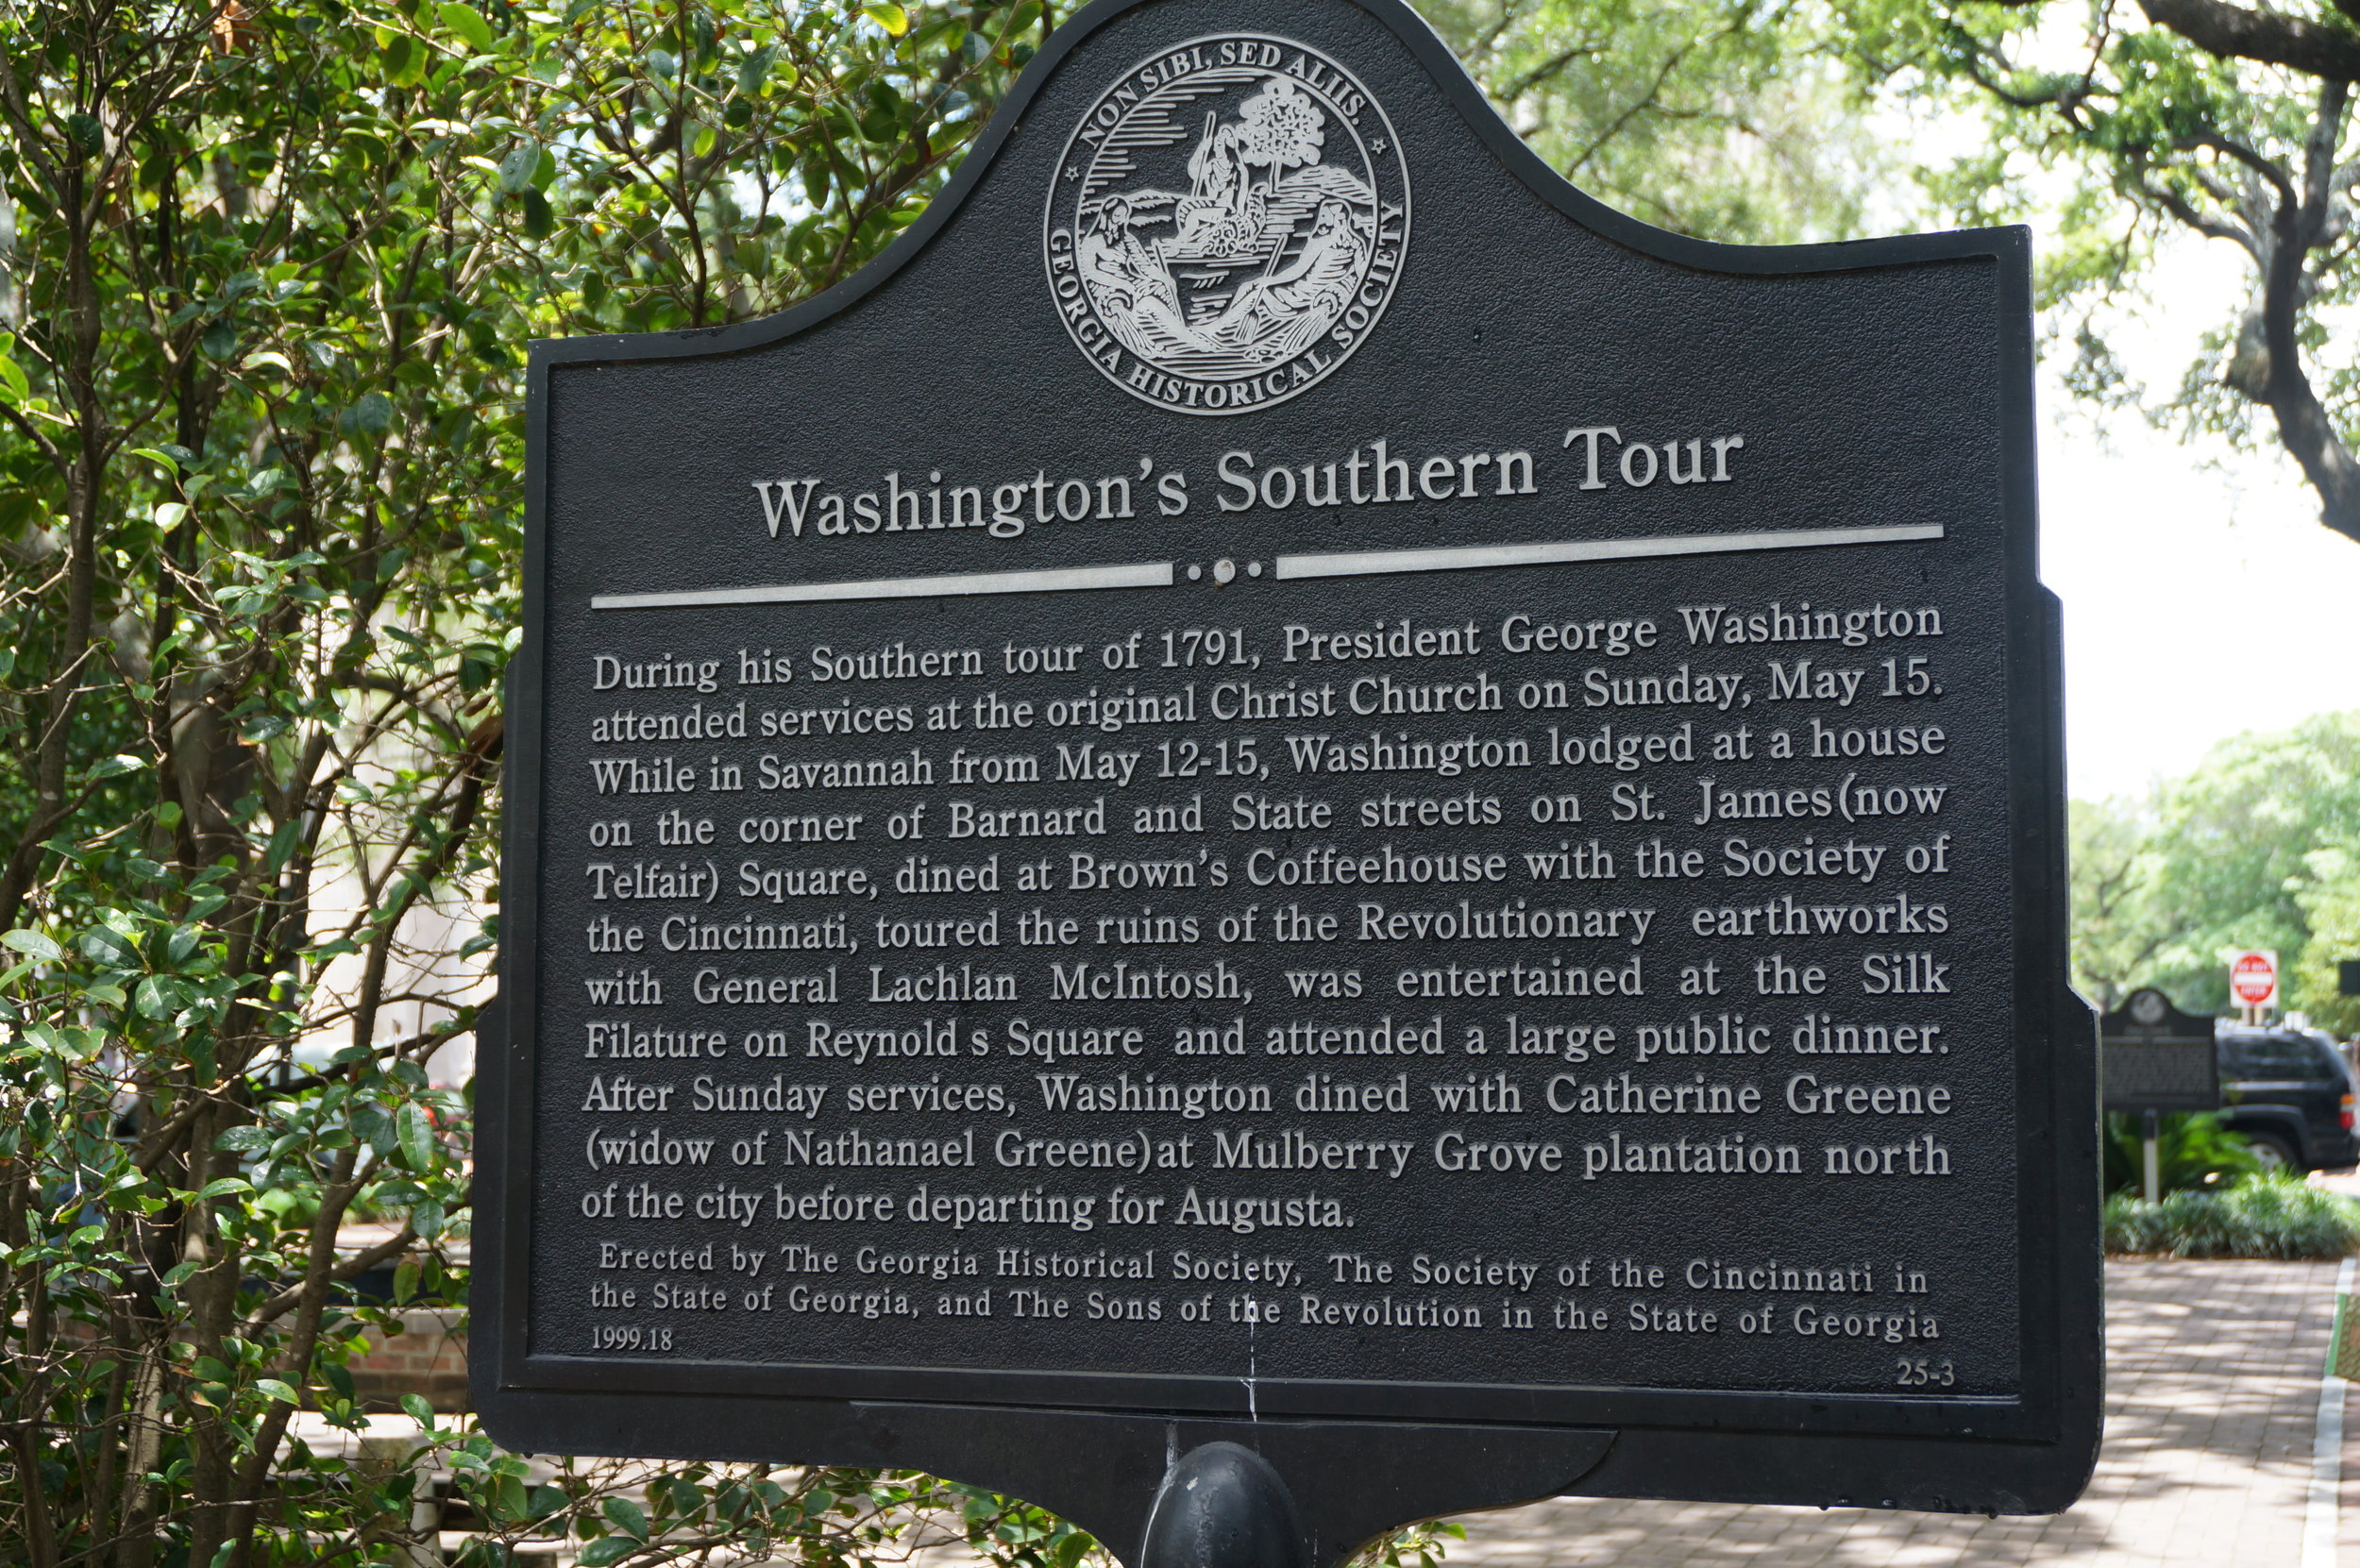 NON SIBI, SED ALIIS.
GEORGIA HISTORICAL SOCIETY
Washington's Southern Tour
During his Southern tour of 1791, President George Washington
attended services at the original Christ Church on Sunday, May 15.
While in Savannah from May 12-15, Washington lodged at a house
on the corner of Barnard and State streets on St. James(now
Telfair) Square, dined at Brown's Coffeehouse with the Society of
the Cincinnati, toured the ruins of the Revolutionary earthworks
with General Lachlan McIntosh, was entertained at the Silk
Filature on Reynold s Square and attended a large public dinner.
After Sunday services, Washington dined with Catherine Greene
(widow of Nathanael Greene)at Mulberry Grove plantation north
of the city before departing for Augusta.
Erected by The Georgia Historical Society, The Society of the Cincinnati in
the State of Georgia, and The Sons of the Revolution in the State of Georgia
1999.18
25-3
DO NOT
ENTER